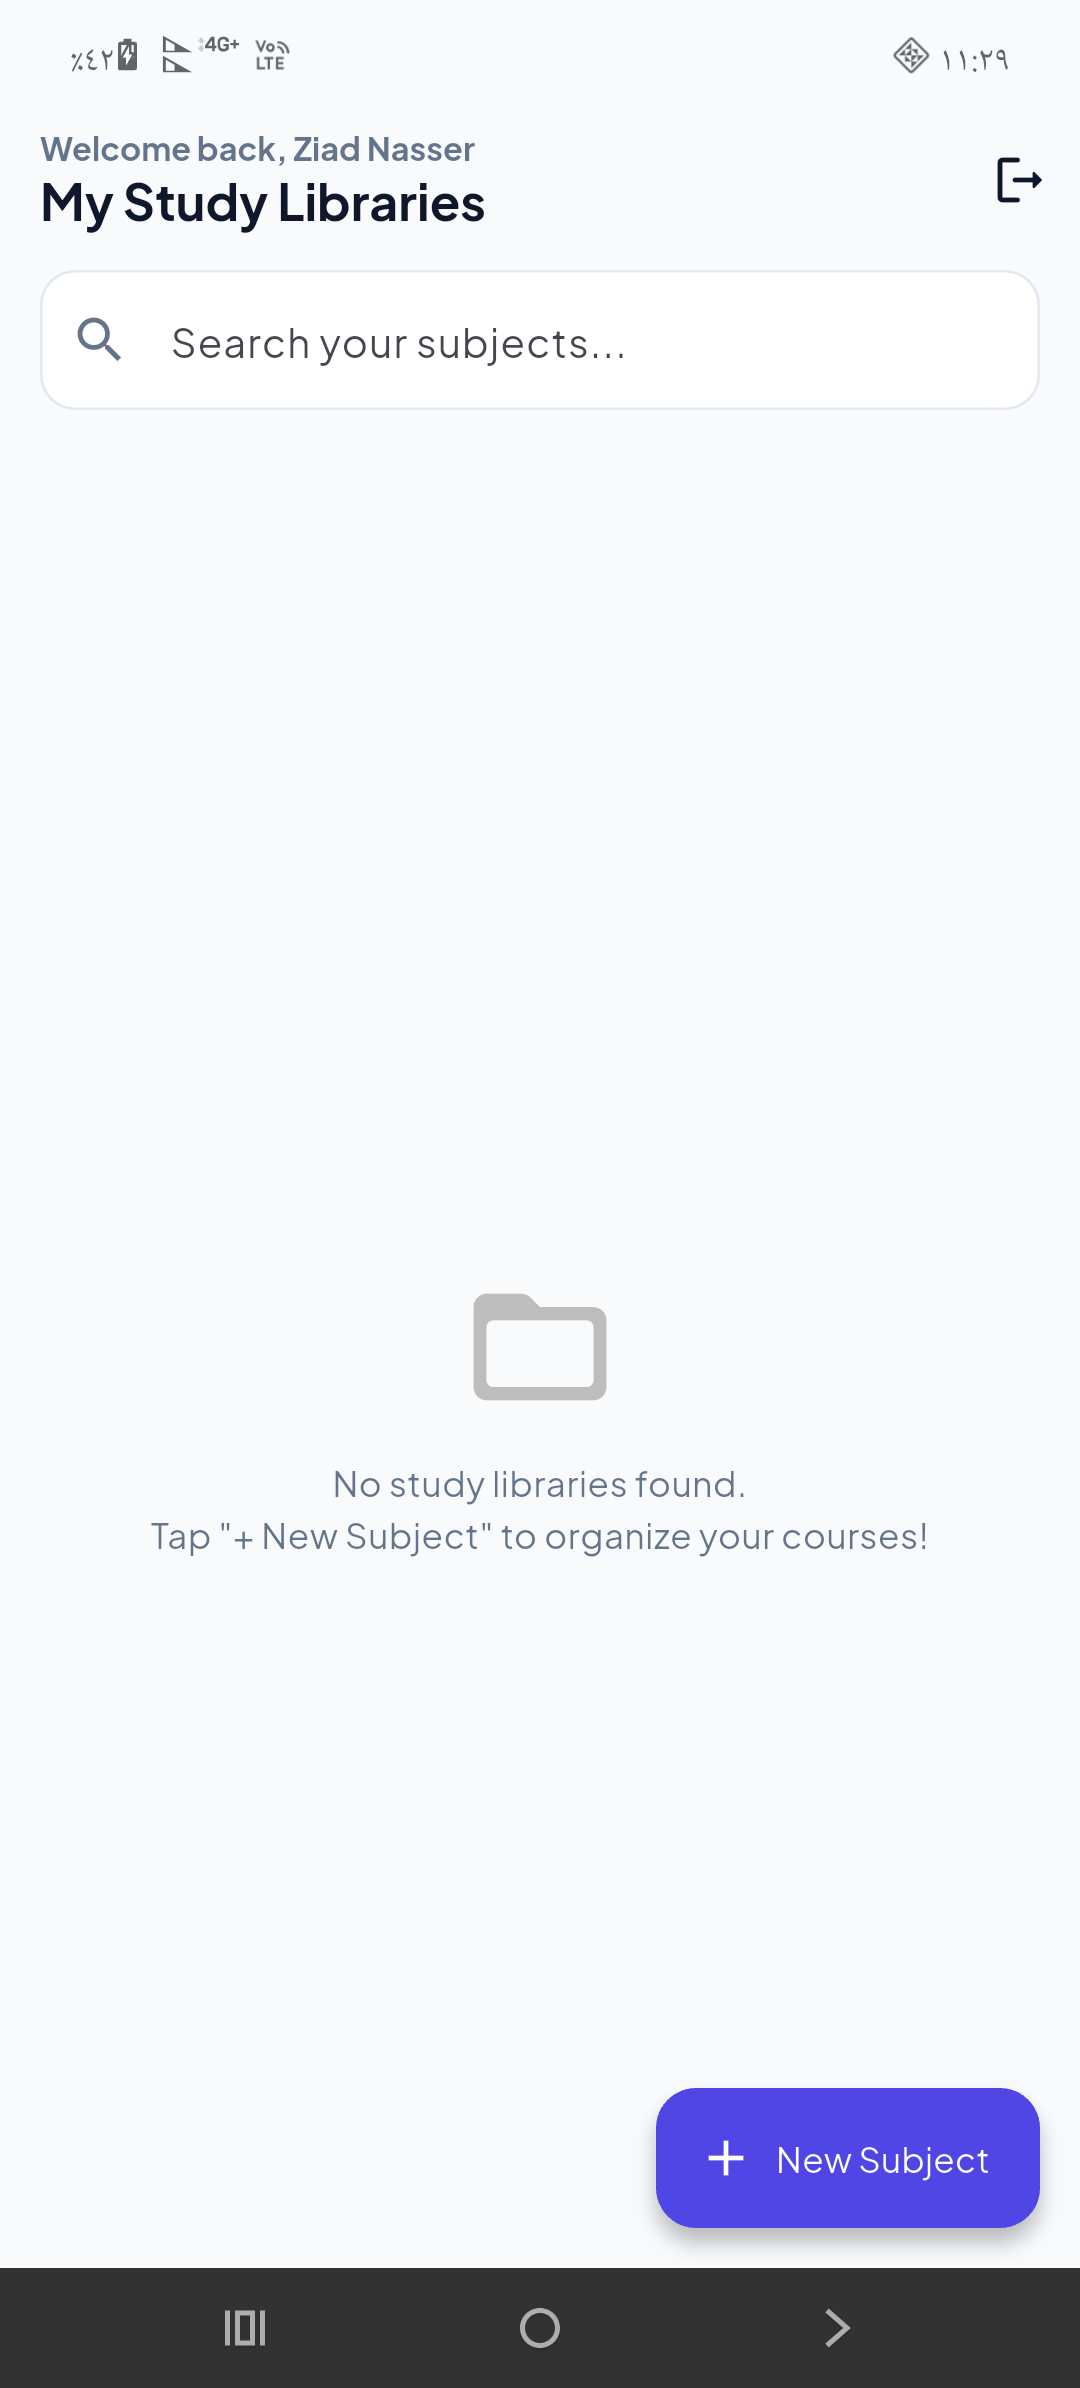 ٪٤٢ 4G+ Vo LTE ١١:٢٩
Welcome back, Ziad Nasser
My Study Libraries
Search your subjects...
No study libraries found.
Tap "+ New Subject" to organize your courses!
+ New Subject